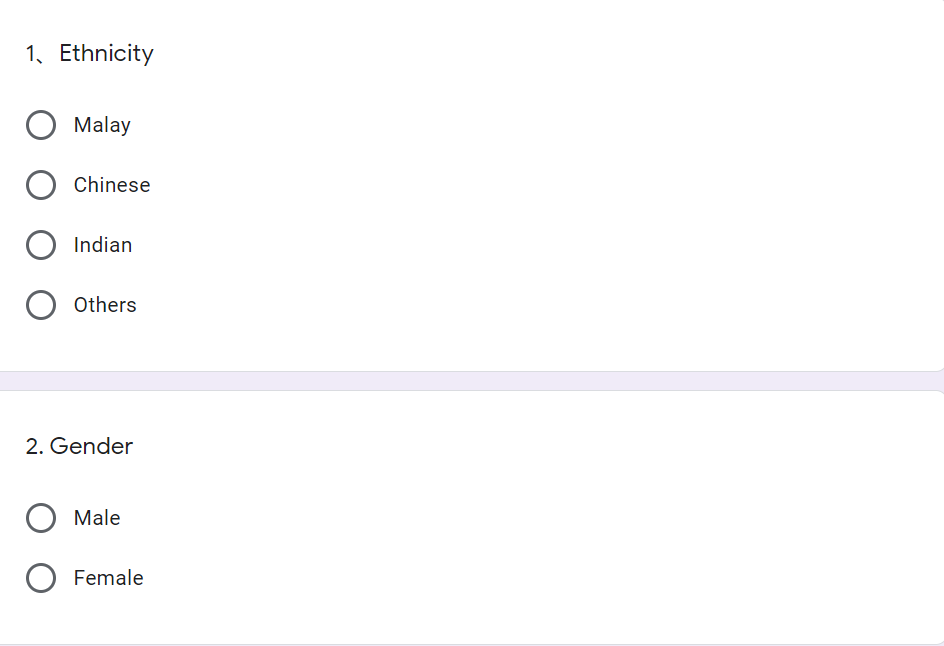 1、 Ethnicity
Malay
Chinese
Indian
Others
2. Gender
Male
Female